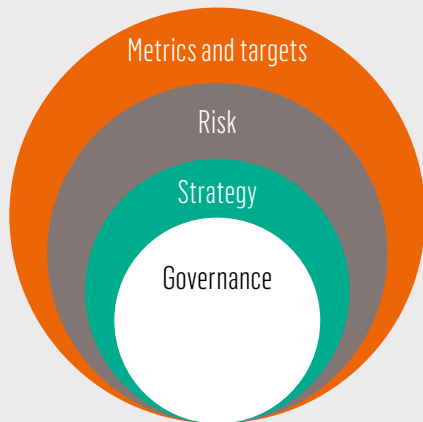 Metrics and targets
Risk
Strategy
Governance